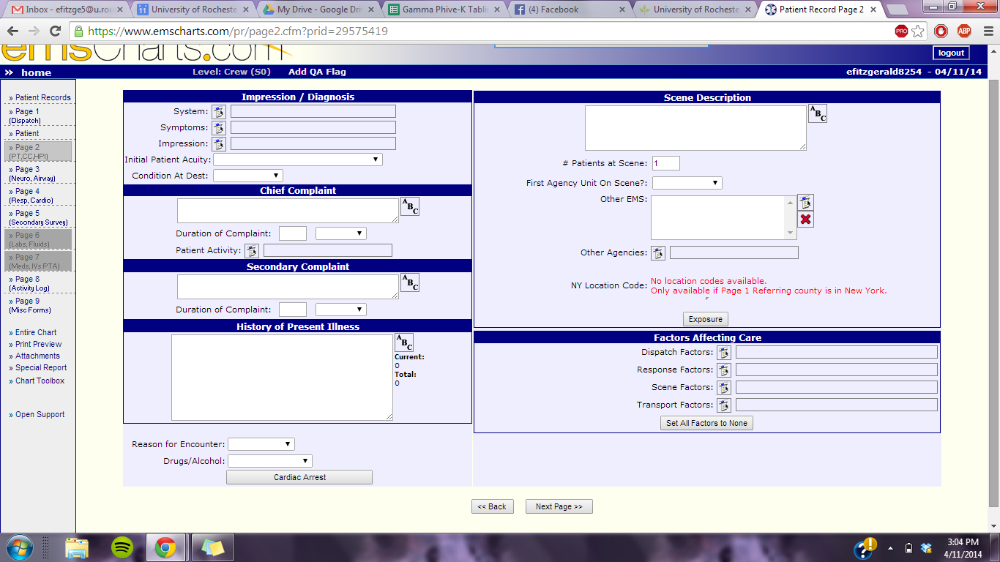 Inbox - efitzge5@u.roc
University of Rocheste
My Drive - Google Dri
Gamma Phive-K Tablin
(4) Facebook
University of Rocheste
Patient Record Page 2
https://www.emscharts.com/pr/page2.cfm?prid=29575419
PRO
ABP
emscharts.com
logout
» home
Level: Crew (S0)
Add QA Flag
efitzgerald8254 - 04/11/14
» Patient Records
» Page 1
(Dispatch)
» Patient
» Page 2
(PT,CC,HPI)
» Page 3
(Neuro, Airway)
» Page 4
(Resp, Cardio)
» Page 5
(Secondary Survey)
» Page 6
(Labs, Fluids)
» Page 7
(Meds, IVs PTA)
» Page 8
(Activity Log)
» Page 9
(Misc Forms)
» Entire Chart
» Print Preview
» Attachments
» Special Report
» Chart Toolbox
» Open Support
Impression / Diagnosis
System:
Symptoms:
Impression:
Initial Patient Acuity:
Condition At Dest:
Chief Complaint
ABC
Duration of Complaint:
Patient Activity:
Secondary Complaint
ABC
Duration of Complaint:
History of Present Illness
ABC
Current:
0
Total:
0
Reason for Encounter:
Drugs/Alcohol:
Cardiac Arrest
Scene Description
ABC
# Patients at Scene: 1
First Agency Unit On Scene?:
Other EMS:
Other Agencies:
NY Location Code:
No location codes available.
Only available if Page 1 Referring county is in New York.
Exposure
Factors Affecting Care
Dispatch Factors:
Response Factors:
Scene Factors:
Transport Factors:
Set All Factors to None
<< Back
Next Page >>
3:04 PM
4/11/2014